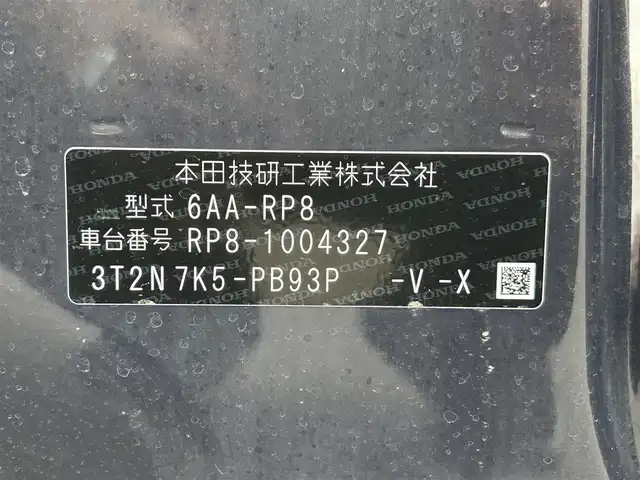 本田技研工業株式会社
型式 6AA-RP8
車台番号 RP8-1004327
3T2N7K5-PB93P -V -X